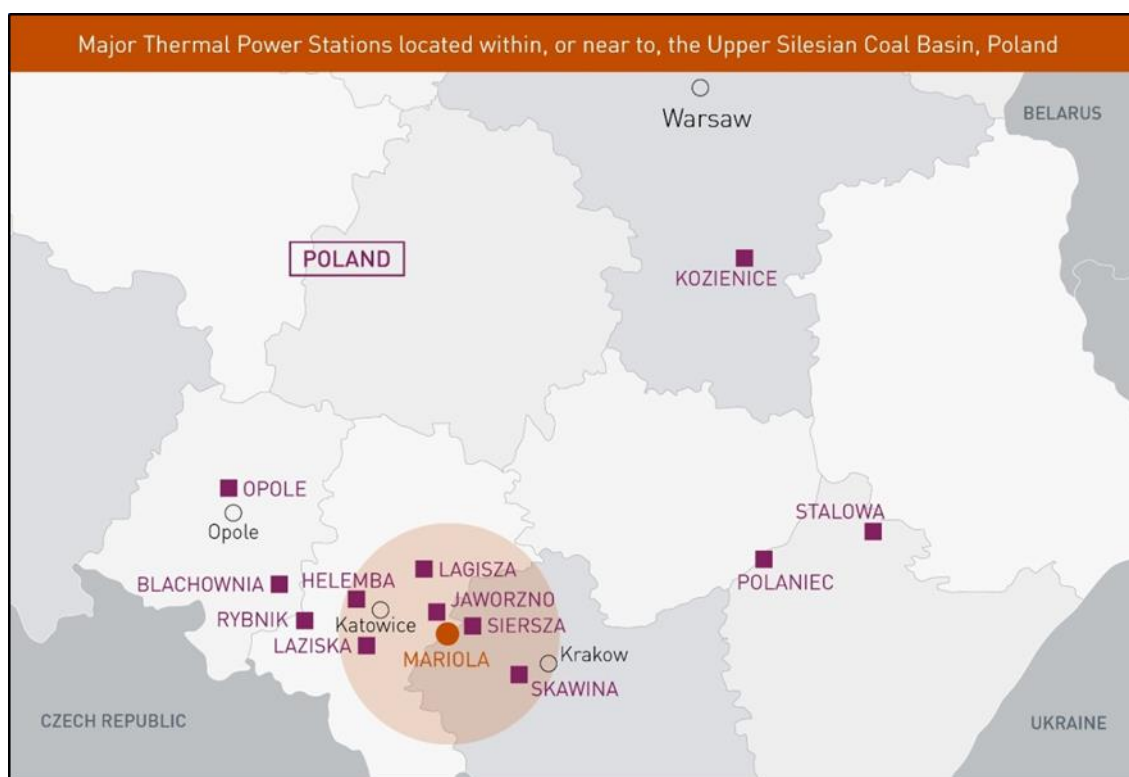 Major Thermal Power Stations located within, or near to, the Upper Silesian Coal Basin, Poland
Warsaw
BELARUS
POLAND
KOZIENICE
OPOLE
Opole
STALOWA
POLANIEC
BLACHOWNIA
HELEMBA
LAGISZA
JAWORZNO
RYBNIK
Katowice
SIERSZA
LAZISKA
MARIOLA
Krakow
SKAWINA
CZECH REPUBLIC
UKRAINE